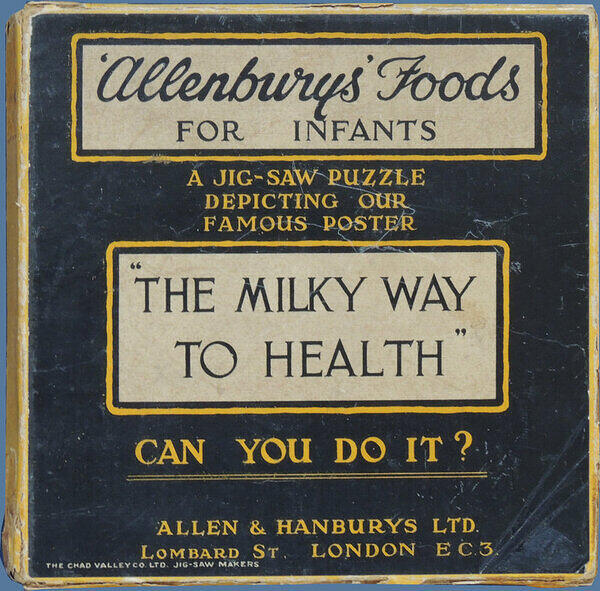 'Allenburys' Foods
FOR INFANTS
A JIG-SAW PUZZLE
DEPICTING OUR
FAMOUS POSTER
"THE MILKY WAY
TO HEALTH"
CAN YOU DO IT?
ALLEN & HANBURYS LTD.
LOMBARD ST. LONDON E C 3.
THE CHAD VALLEY CO. LTD. JIG-SAW MAKERS